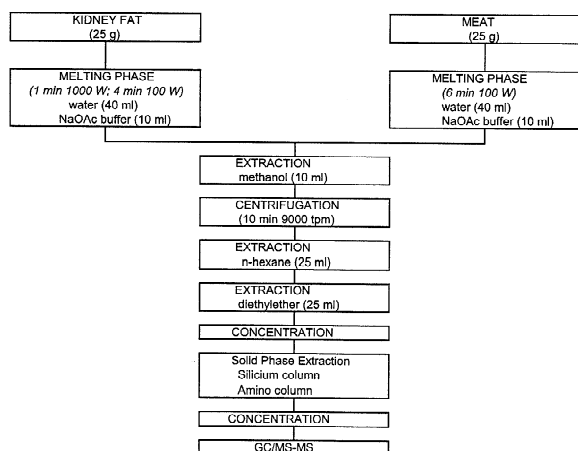 KIDNEY FAT
(25 g)
MEAT
(25 g)
MELTING PHASE
(1 min 1000 W; 4 min 100 W)
water (40 ml)
NaOAc buffer (10 ml)
MELTING PHASE
(6 min 100 W)
water (40 ml)
NaOAc buffer (10 ml)
EXTRACTION
methanol (10 ml)
CENTRIFUGATION
(10 min 9000 tpm)
EXTRACTION
n-hexane (25 ml)
EXTRACTION
diethylether (25 ml)
CONCENTRATION
Solid Phase Extraction
Silicium column
Amino column
CONCENTRATION
GC/MS-MS